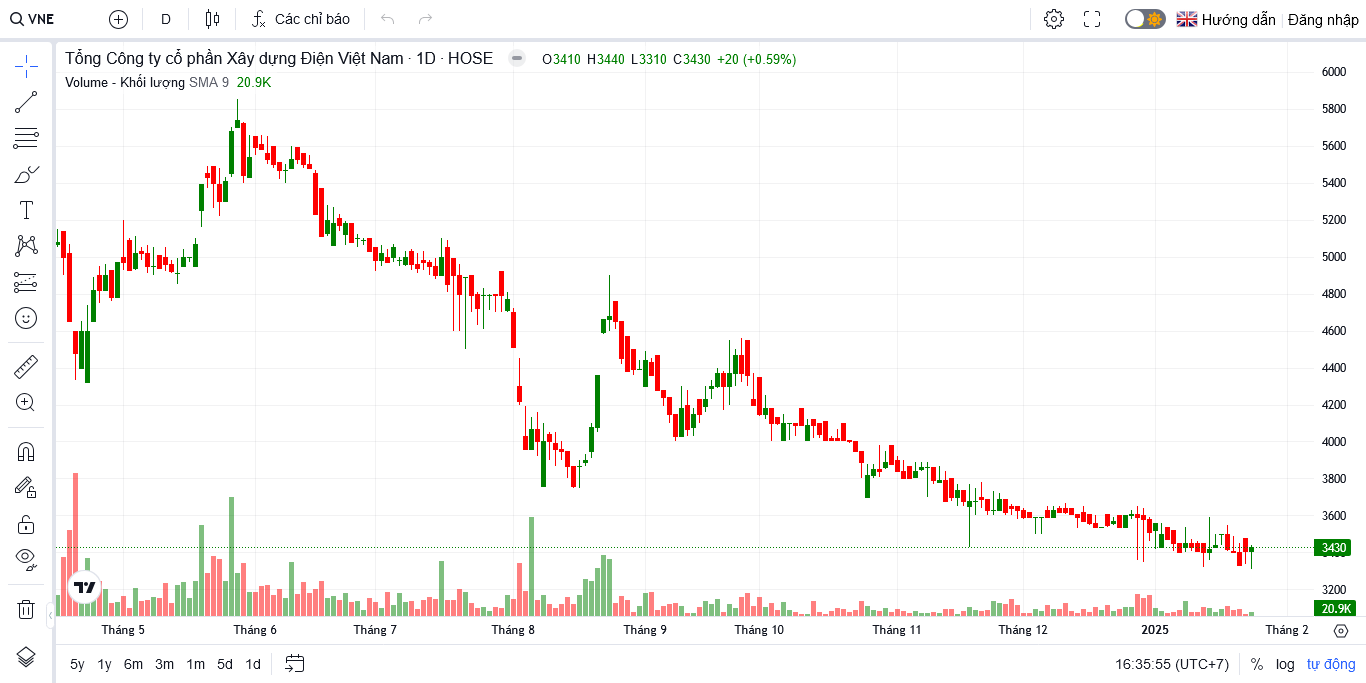 VNE D Các chỉ báo Hướng dẫn Đăng nhập
Tổng Công ty cổ phần Xây dựng Điện Việt Nam · 1D · HOSE O3410 H3440 L3310 C3430 +20 (+0.59%)
Volume - Khối lượng SMA 9 20.9K
6000
5800
5600
5400
5200
5000
4800
4600
4400
4200
4000
3800
3600
3430
3200
20.9K
Tháng 5 Tháng 6 Tháng 7 Tháng 8 Tháng 9 Tháng 10 Tháng 11 Tháng 12 2025 Tháng 2
5y 1y 6m 3m 1m 5d 1d 16:35:55 (UTC+7) % log tự động